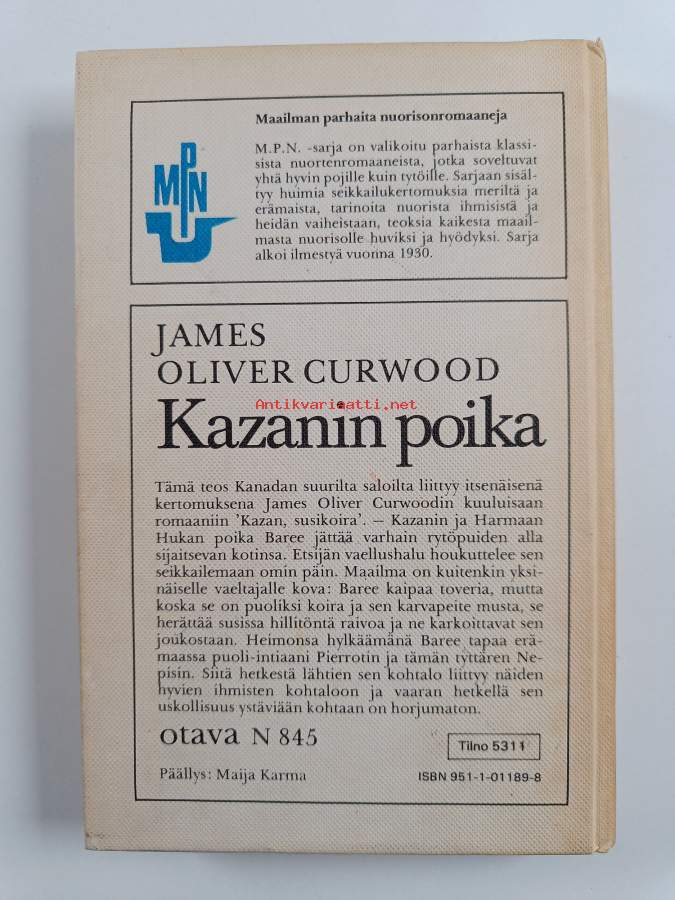 Maailman parhaita nuorisonromaaneja
MPN
M.P.N. -sarja on valikoitu parhaista klassi-
sista nuortenromaaneista, jotka soveltuvat
yhtä hyvin pojille kuin tytöille. Sarjaan sisäl-
tyy huimia seikkailukertomuksia meriltä ja
erämaista, tarinoita nuorista ihmisistä ja
heidän vaiheistaan, teoksia kaikesta maail-
masta nuorisolle huviksi ja hyödyksi. Sarja
alkoi ilmestyä vuonna 1930.
JAMES
OLIVER CURWOOD
Antikvariaatti.net
Kazanin poika
Tämä teos Kanadan suurilta saloilta liittyy itsenäisenä
kertomuksena James Oliver Curwoodin kuuluisaan
romaaniin 'Kazan, susikoira'. — Kazanin ja Harmaan
Hukan poika Baree jättää varhain rytöpuiden alla
sijaitsevan kotinsa. Etsijän vaellushalu houkuttelee sen
seikkailemaan omin päin. Maailma on kuitenkin yksi-
näiselle vaeltajalle kova: Baree kaipaa toveria, mutta
koska se on puoliksi koira ja sen karvapeite musta, se
herättää susissa hillitöntä raivoa ja ne karkoittavat sen
joukostaan. Heimonsa hylkäämänä Baree tapaa erä-
maassa puoli-intiaani Pierrotin ja tämän tyttären Ne-
pisin. Siitä hetkestä lähtien sen kohtalo liittyy näiden
hyvien ihmisten kohtaloon ja vaaran hetkellä sen
uskollisuus ystäviään kohtaan on horjumaton.
otava N 845
Tilno 5311
Päällys: Maija Karma
ISBN 951-1-01189-8